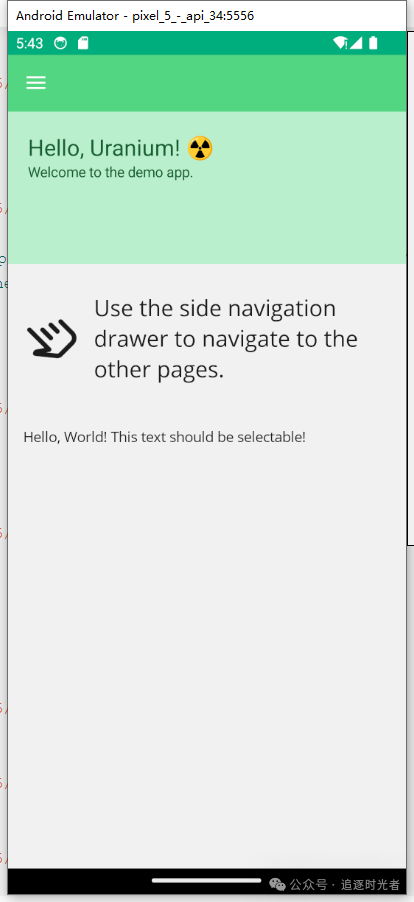 Android Emulator - pixel_5_-_api_34:5556
5:43
Hello, Uranium! ☢️
Welcome to the demo app.
Use the side navigation
drawer to navigate to the
other pages.
Hello, World! This text should be selectable!
公众号 · 追逐时光者